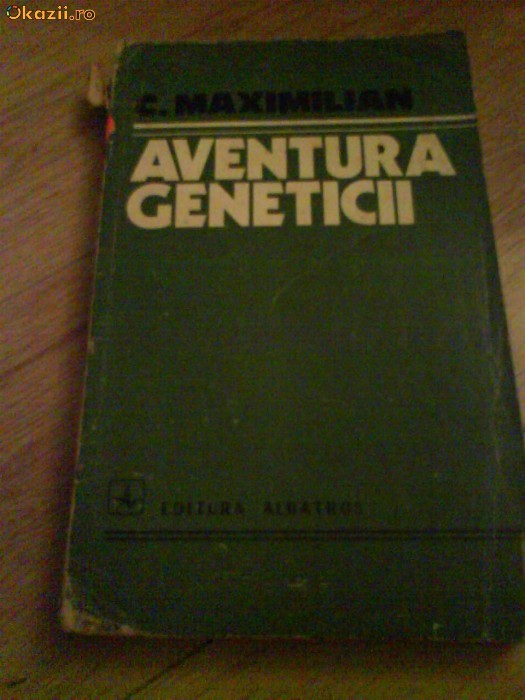 Okazii.ro
C. MAXIMILIAN
AVENTURA
GENETICII
EDITURA ALBATROS